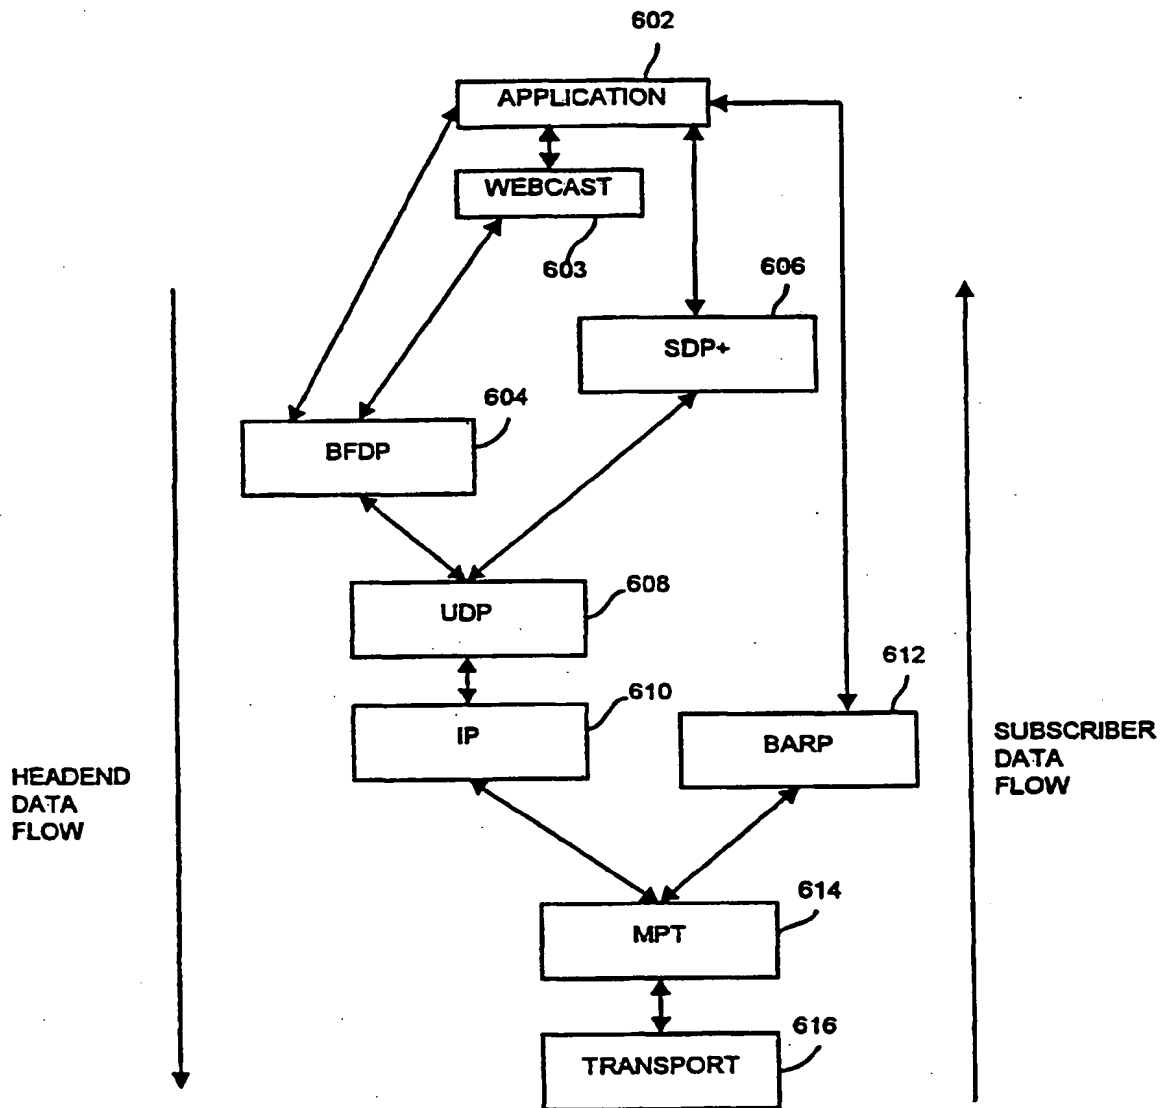 602
APPLICATION
WEBCAST
603
606
SDP+
604
BFDP
608
UDP
612
610
IP
BARP
SUBSCRIBER
DATA
FLOW
HEADEND
DATA
FLOW
614
MPT
616
TRANSPORT